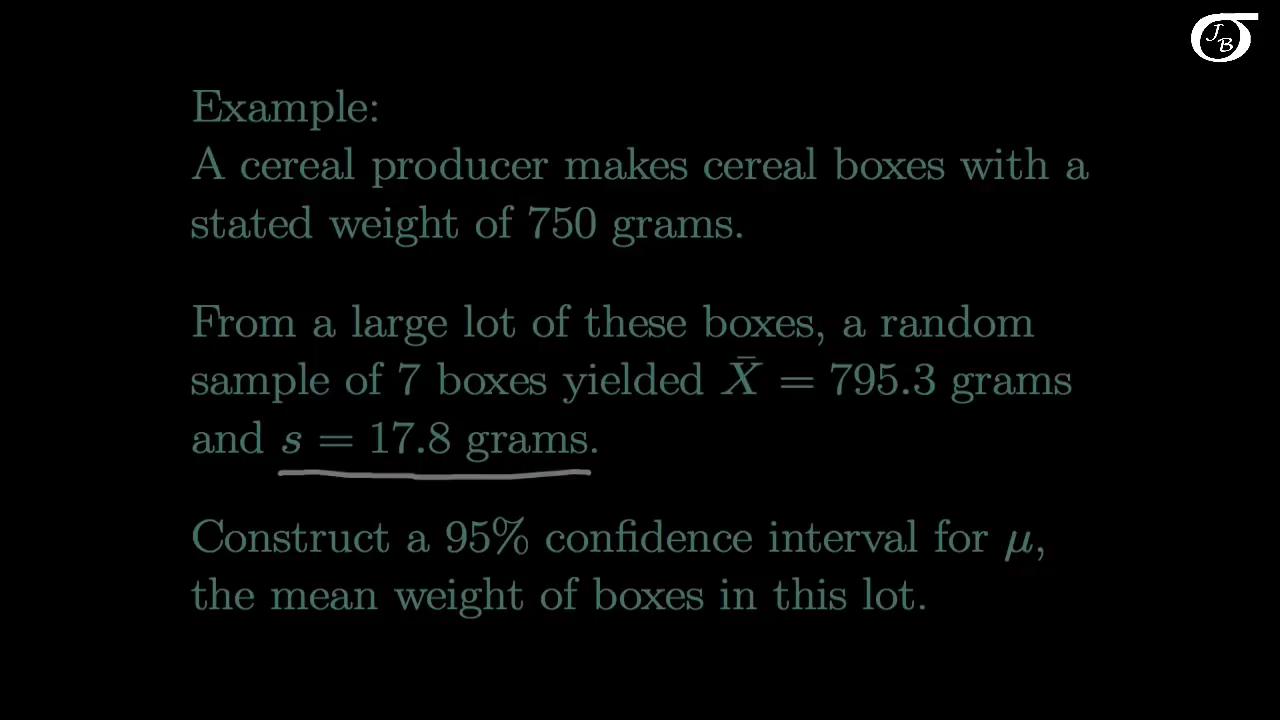 JB
Example:
A cereal producer makes cereal boxes with a
stated weight of 750 grams.
From a large lot of these boxes, a random
sample of 7 boxes yielded X̄ = 795.3 grams
and s = 17.8 grams.
Construct a 95% confidence interval for μ,
the mean weight of boxes in this lot.